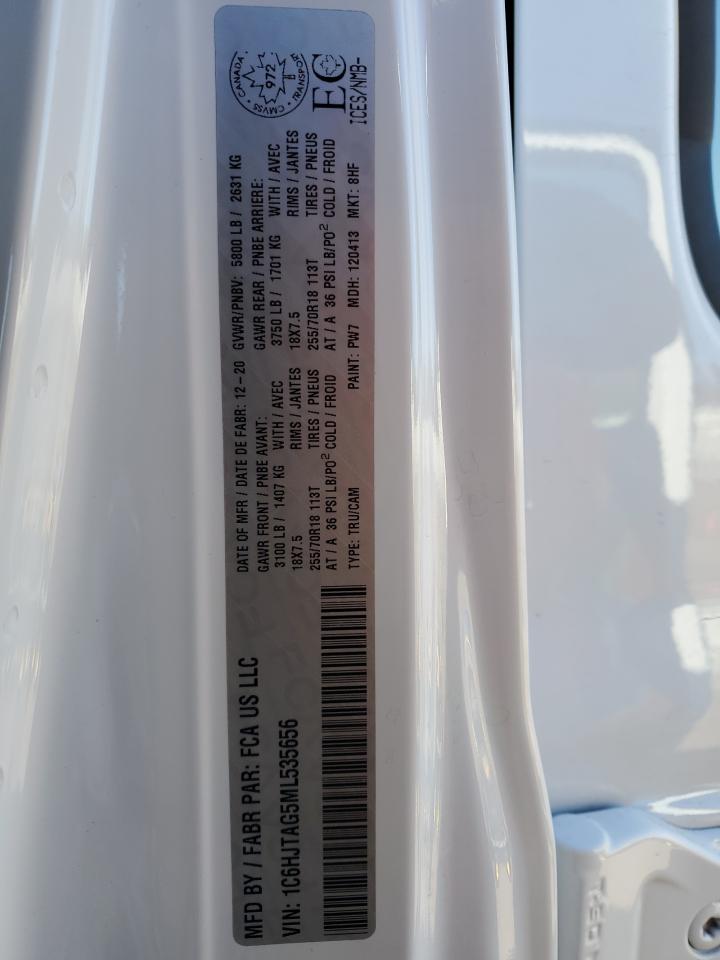 MFD BY / FABR PAR: FCA US LLC
DATE OF MFR / DATE DE FABR: 12-20 GVWR/PNBV: 5800 LB / 2631 KG
GAWR FRONT / PNBE AVANT: GAWR REAR / PNBE ARRIERE:
3100 LB / 1407 KG WITH / AVEC 3750 LB / 1701 KG WITH / AVEC
18X7.5 RIMS / JANTES 18X7.5 RIMS / JANTES
255/70R18 113T TIRES / PNEUS 255/70R18 113T TIRES / PNEUS
AT / A 36 PSI LB/PO² COLD / FROID AT / A 36 PSI LB/PO² COLD / FROID
VIN: 1C6HJTAG5ML535656
TYPE: TRU/CAM PAINT: PW7 MDH: 120413 MKT: 8HF
CANADA
972
CMVSS
TRANSPORT
EC
ICES/NMB-